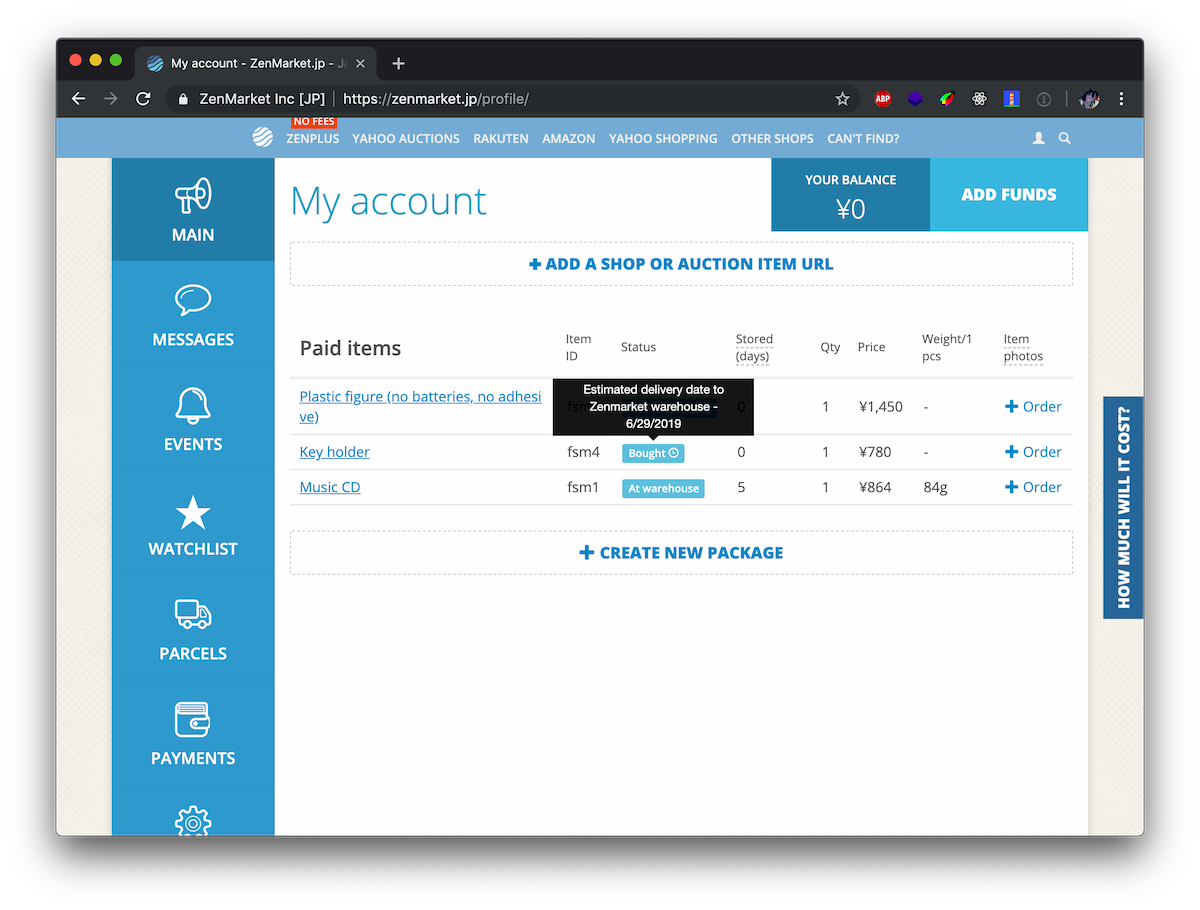 My account - ZenMarket.jp - Ja
ZenMarket Inc [JP] https://zenmarket.jp/profile/
ABP
NO FEES
ZENPLUS YAHOO AUCTIONS RAKUTEN AMAZON YAHOO SHOPPING OTHER SHOPS CAN'T FIND?
MAIN
MESSAGES
EVENTS
WATCHLIST
PARCELS
PAYMENTS
My account
YOUR BALANCE
¥0
ADD FUNDS
ADD A SHOP OR AUCTION ITEM URL
Paid items Item ID Status Stored (days) Qty Price Weight/1 pcs Item photos
Plastic figure (no batteries, no adhesi
ve)
0 1 ¥1,450 - Order
Estimated delivery date to
Zenmarket warehouse -
6/29/2019
Key holder fsm4 Bought 0 1 ¥780 - Order
Music CD fsm1 At warehouse 5 1 ¥864 84g Order
CREATE NEW PACKAGE
HOW MUCH WILL IT COST?